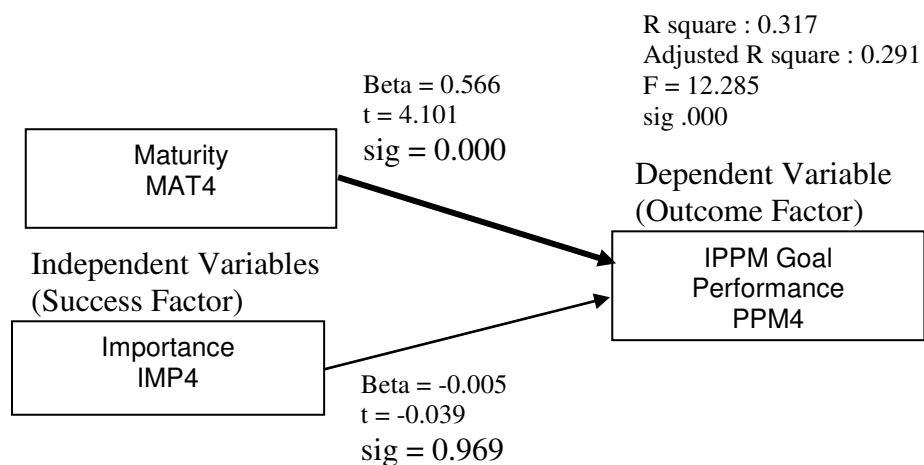 R square : 0.317
Adjusted R square : 0.291
F = 12.285
sig .000
Beta = 0.566
t = 4.101
sig = 0.000
Maturity
MAT4
Dependent Variable
(Outcome Factor)
IPPM Goal
Performance
PPM4
Independent Variables
(Success Factor)
Importance
IMP4
Beta = -0.005
t = -0.039
sig = 0.969